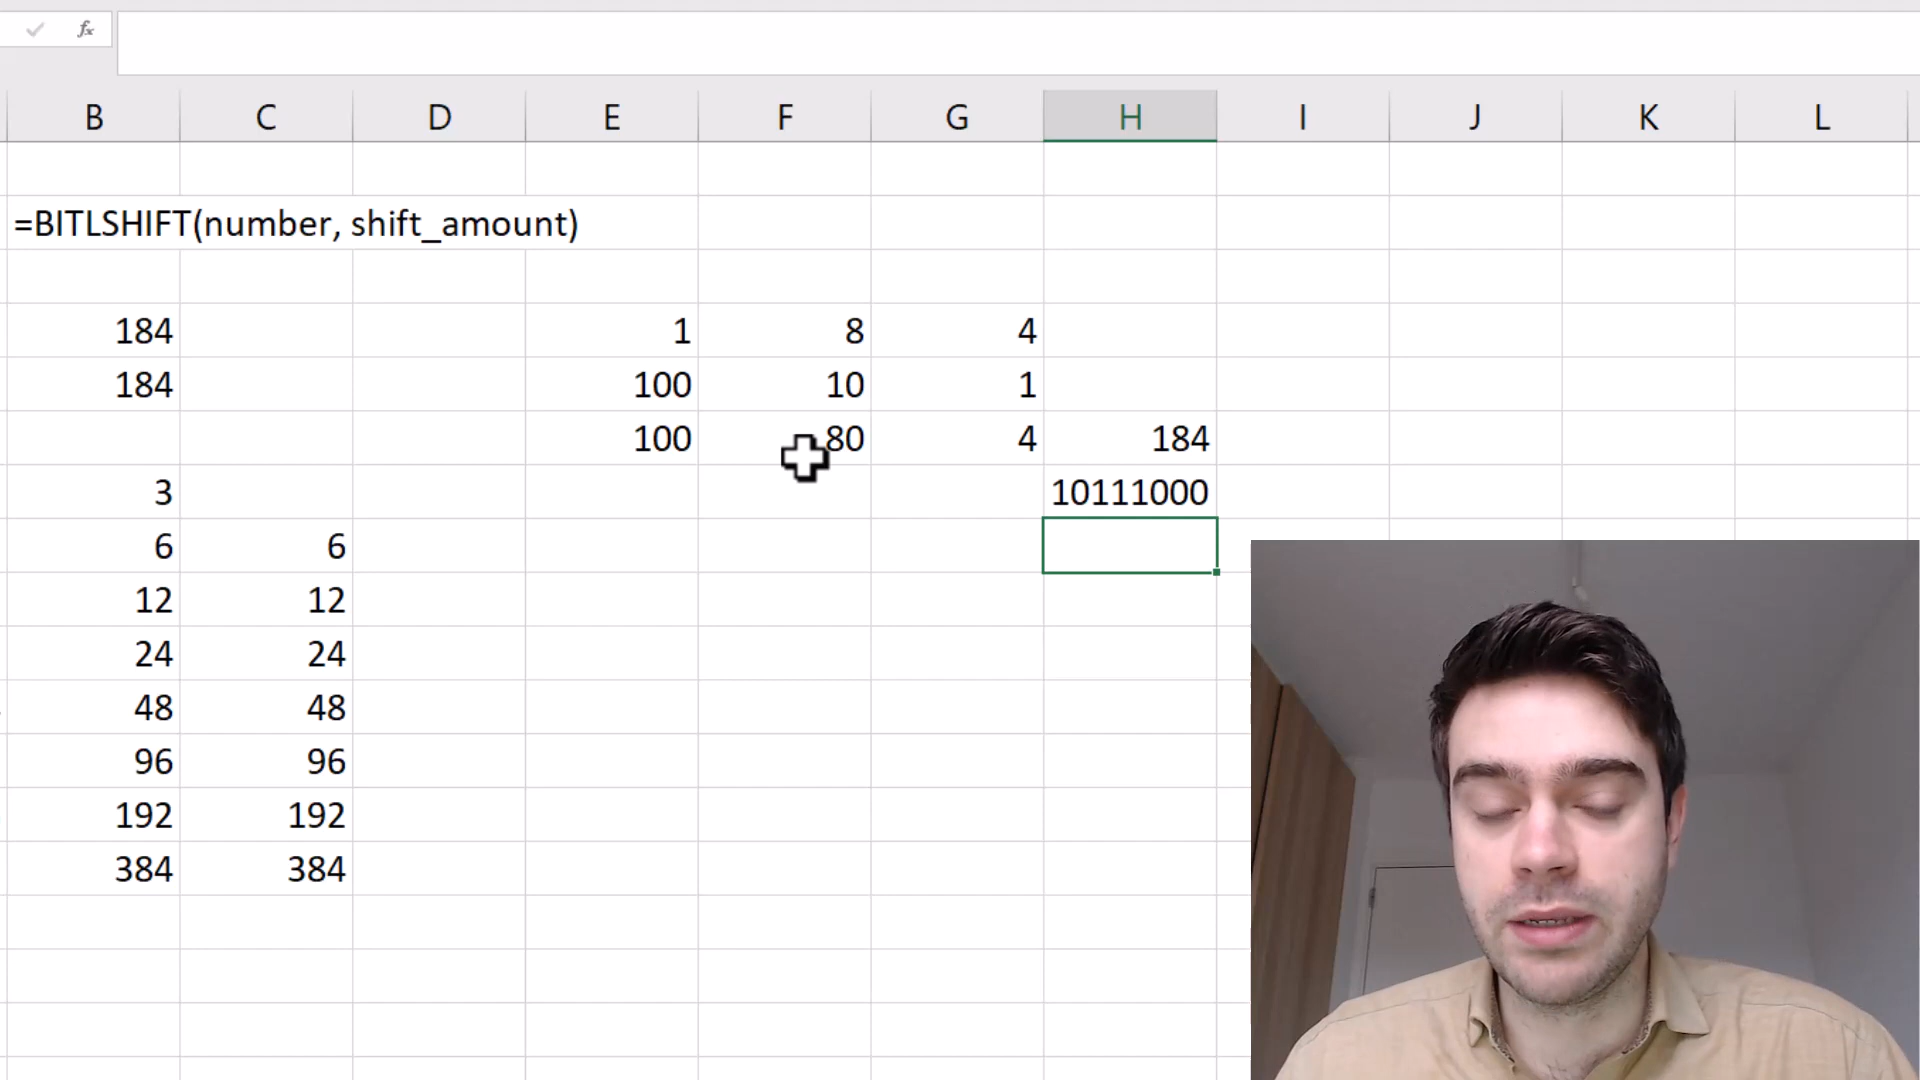 fx
B C D E F G H I J K L
=BITLSHIFT(number, shift_amount)
184 1 8 4
184 100 10 1
100 80 4 184
3 10111000
6 6
12 12
24 24
48 48
96 96
192 192
384 384